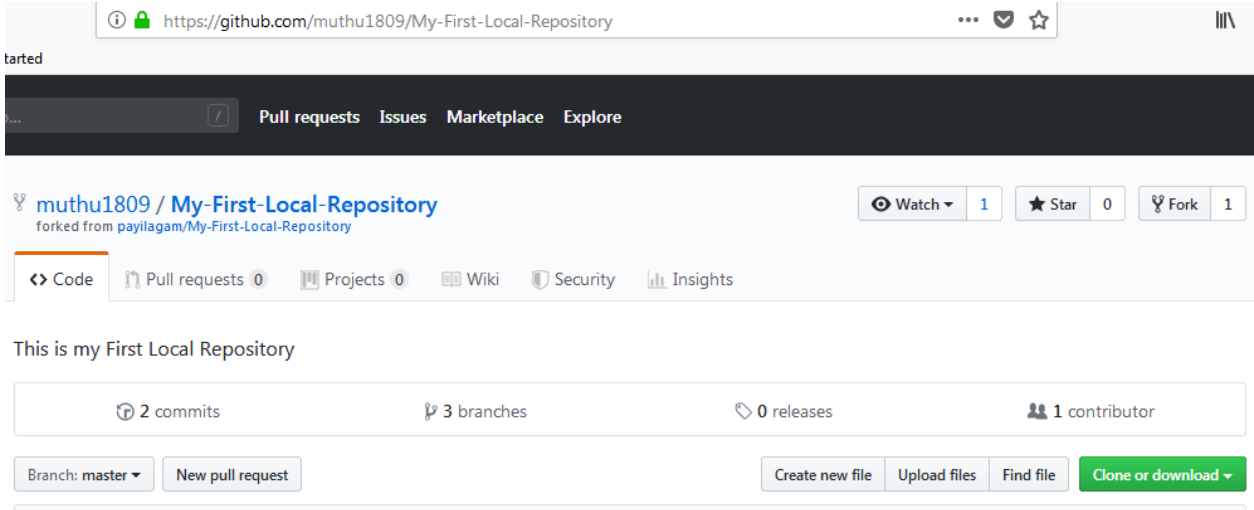 https://github.com/muthu1809/My-First-Local-Repository
tarted
/ Pull requests Issues Marketplace Explore
muthu1809 / My-First-Local-Repository Watch 1 Star 0 Fork 1
forked from payilagam/My-First-Local-Repository
<> Code Pull requests 0 Projects 0 Wiki Security Insights
This is my First Local Repository
2 commits 3 branches 0 releases 1 contributor
Branch: master New pull request Create new file Upload files Find file Clone or download